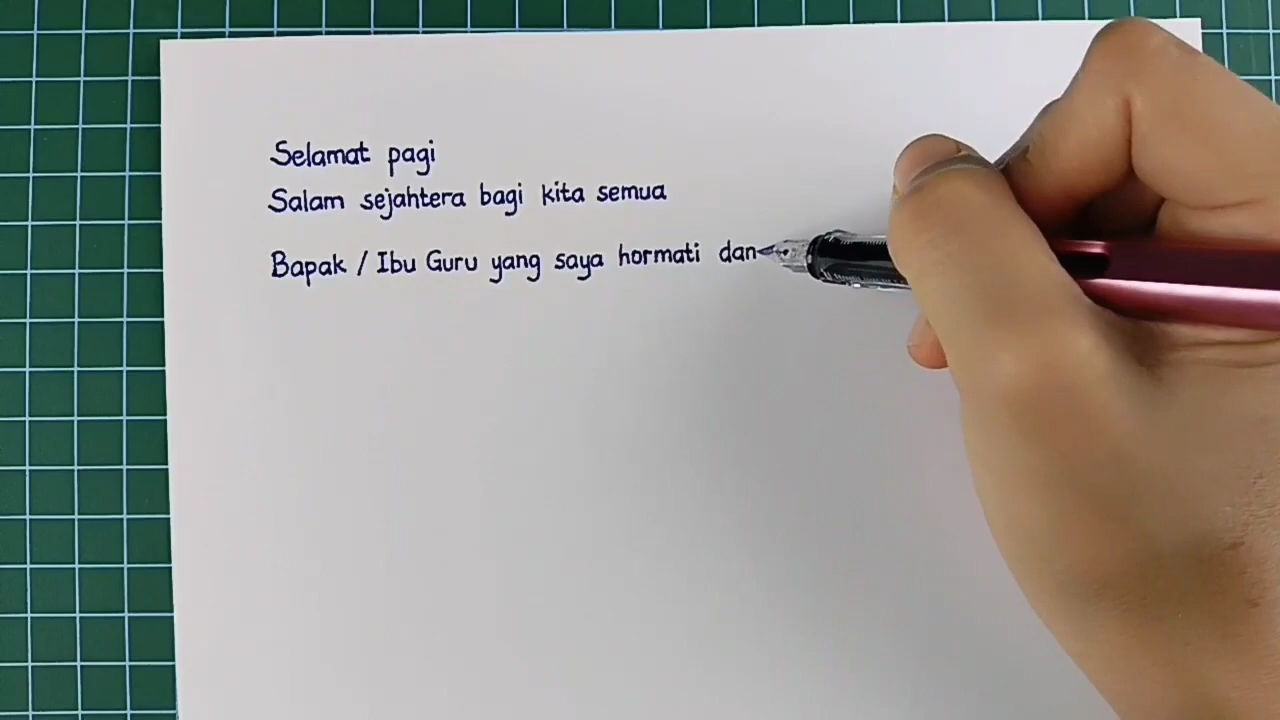 Selamat pagi
Salam sejahtera bagi kita semua
Bapak / Ibu Guru yang saya hormati dan